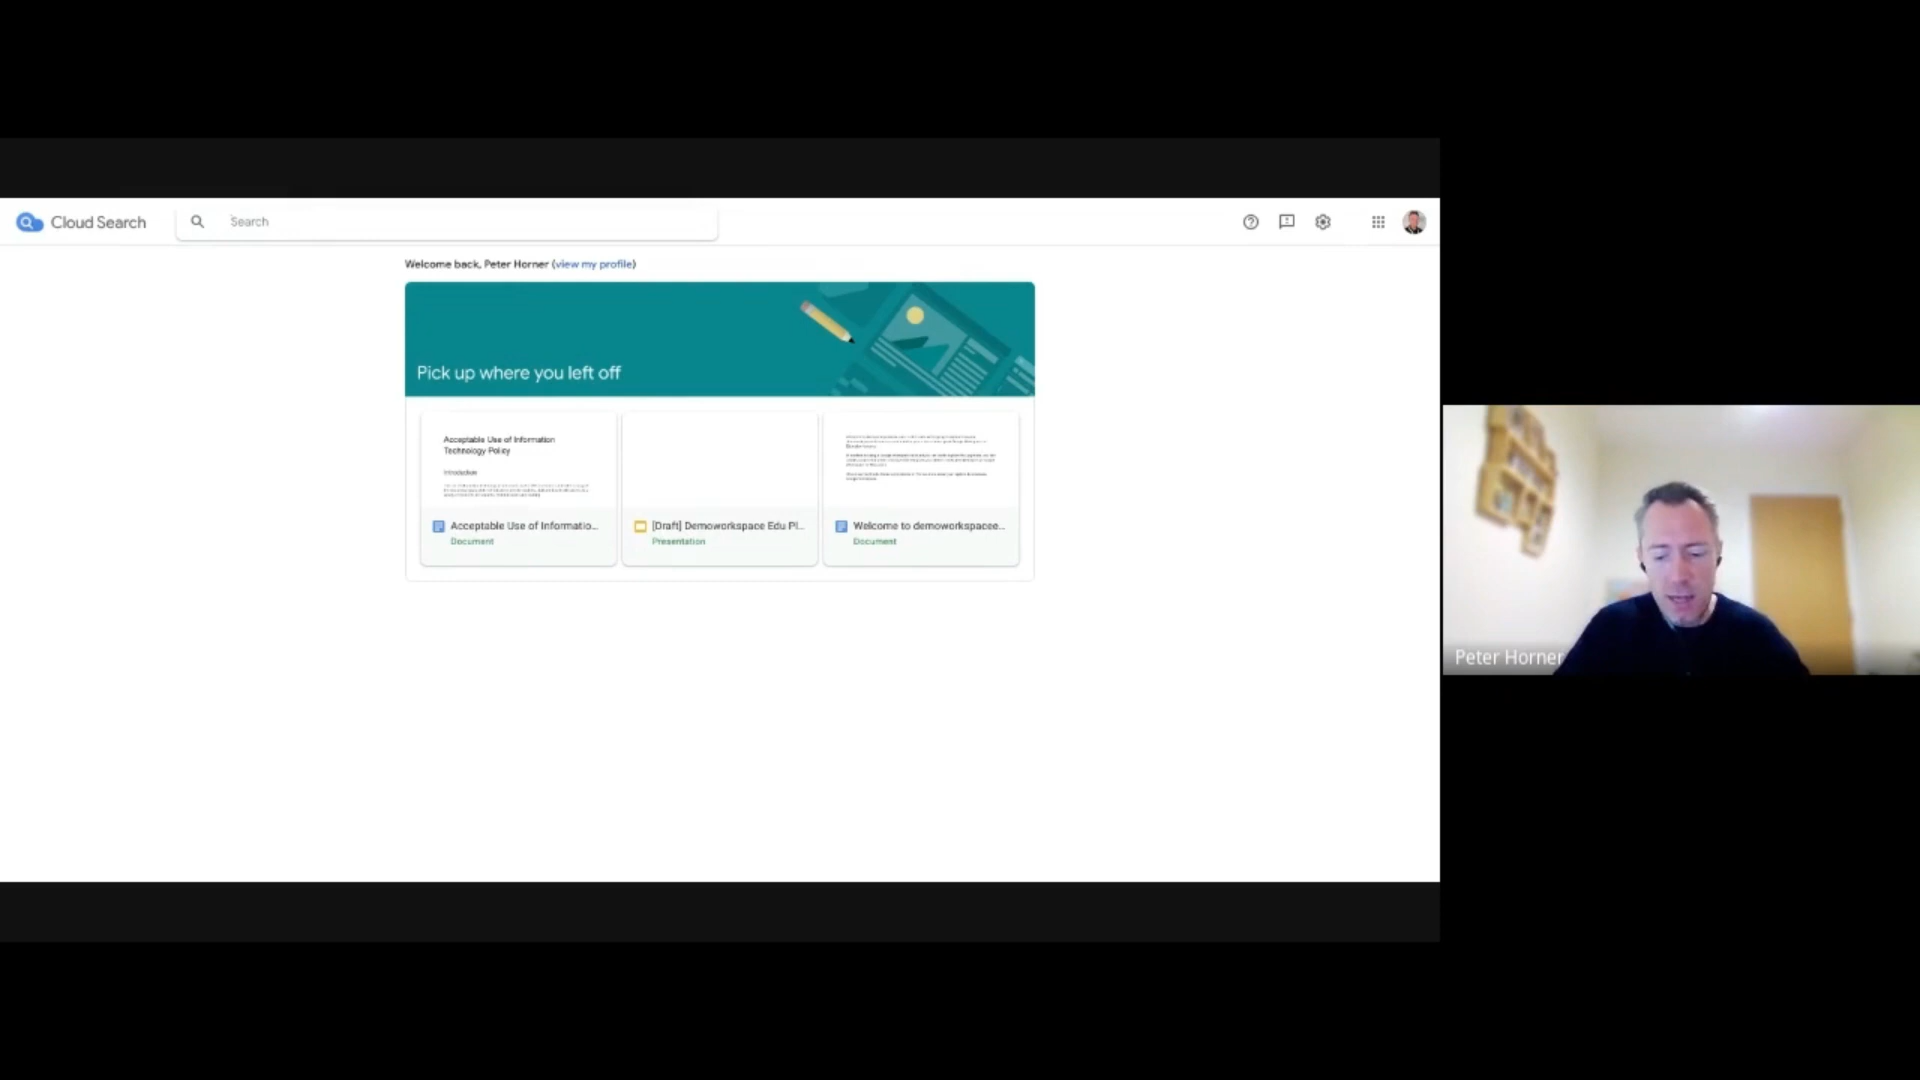 Cloud Search
Search
Welcome back, Peter Horner (view my profile)
Pick up where you left off
Acceptable Use of Information
Technology Policy
Introduction
Acceptable Use of Informatio...
Document
[Draft] Demoworkspace Edu Pl...
Presentation
Welcome to demoworkspacee...
Document
Peter Horner